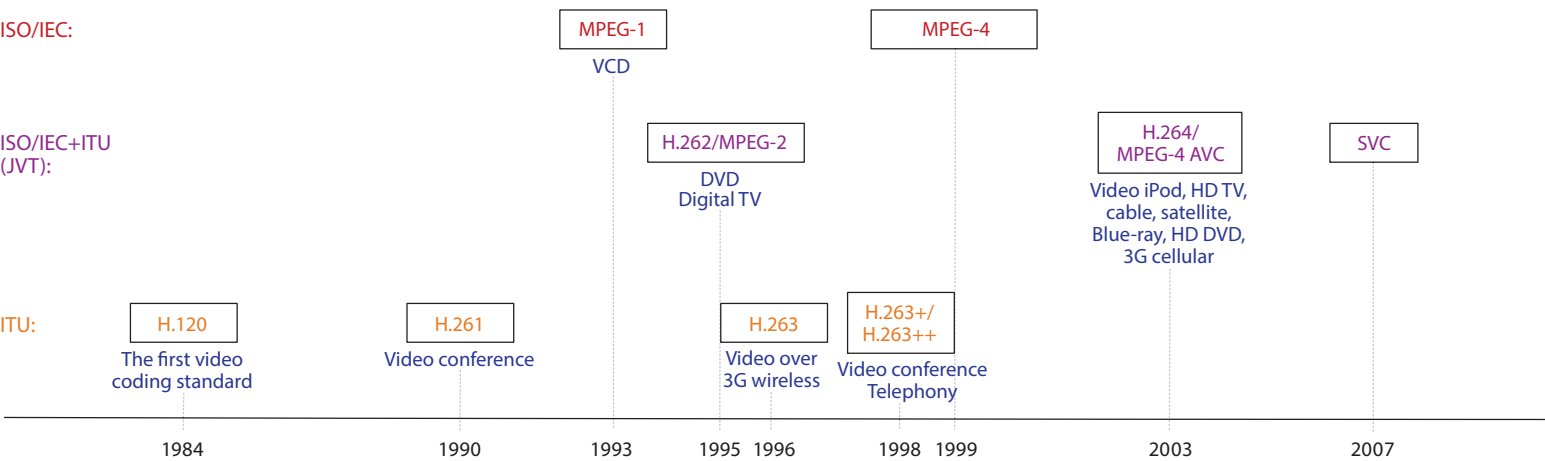 ISO/IEC:
MPEG-1
MPEG-4
VCD
ISO/IEC+ITU
(JVT):
H.262/MPEG-2
DVD
Digital TV
H.264/
MPEG-4 AVC
Video iPod, HD TV,
cable, satellite,
Blue-ray, HD DVD,
3G cellular
SVC
ITU:
H.120
The first video
coding standard
H.261
Video conference
H.263
Video over
3G wireless
H.263+/
H.263++
Video conference
Telephony
1984
1990
1993
1995
1996
1998
1999
2003
2007